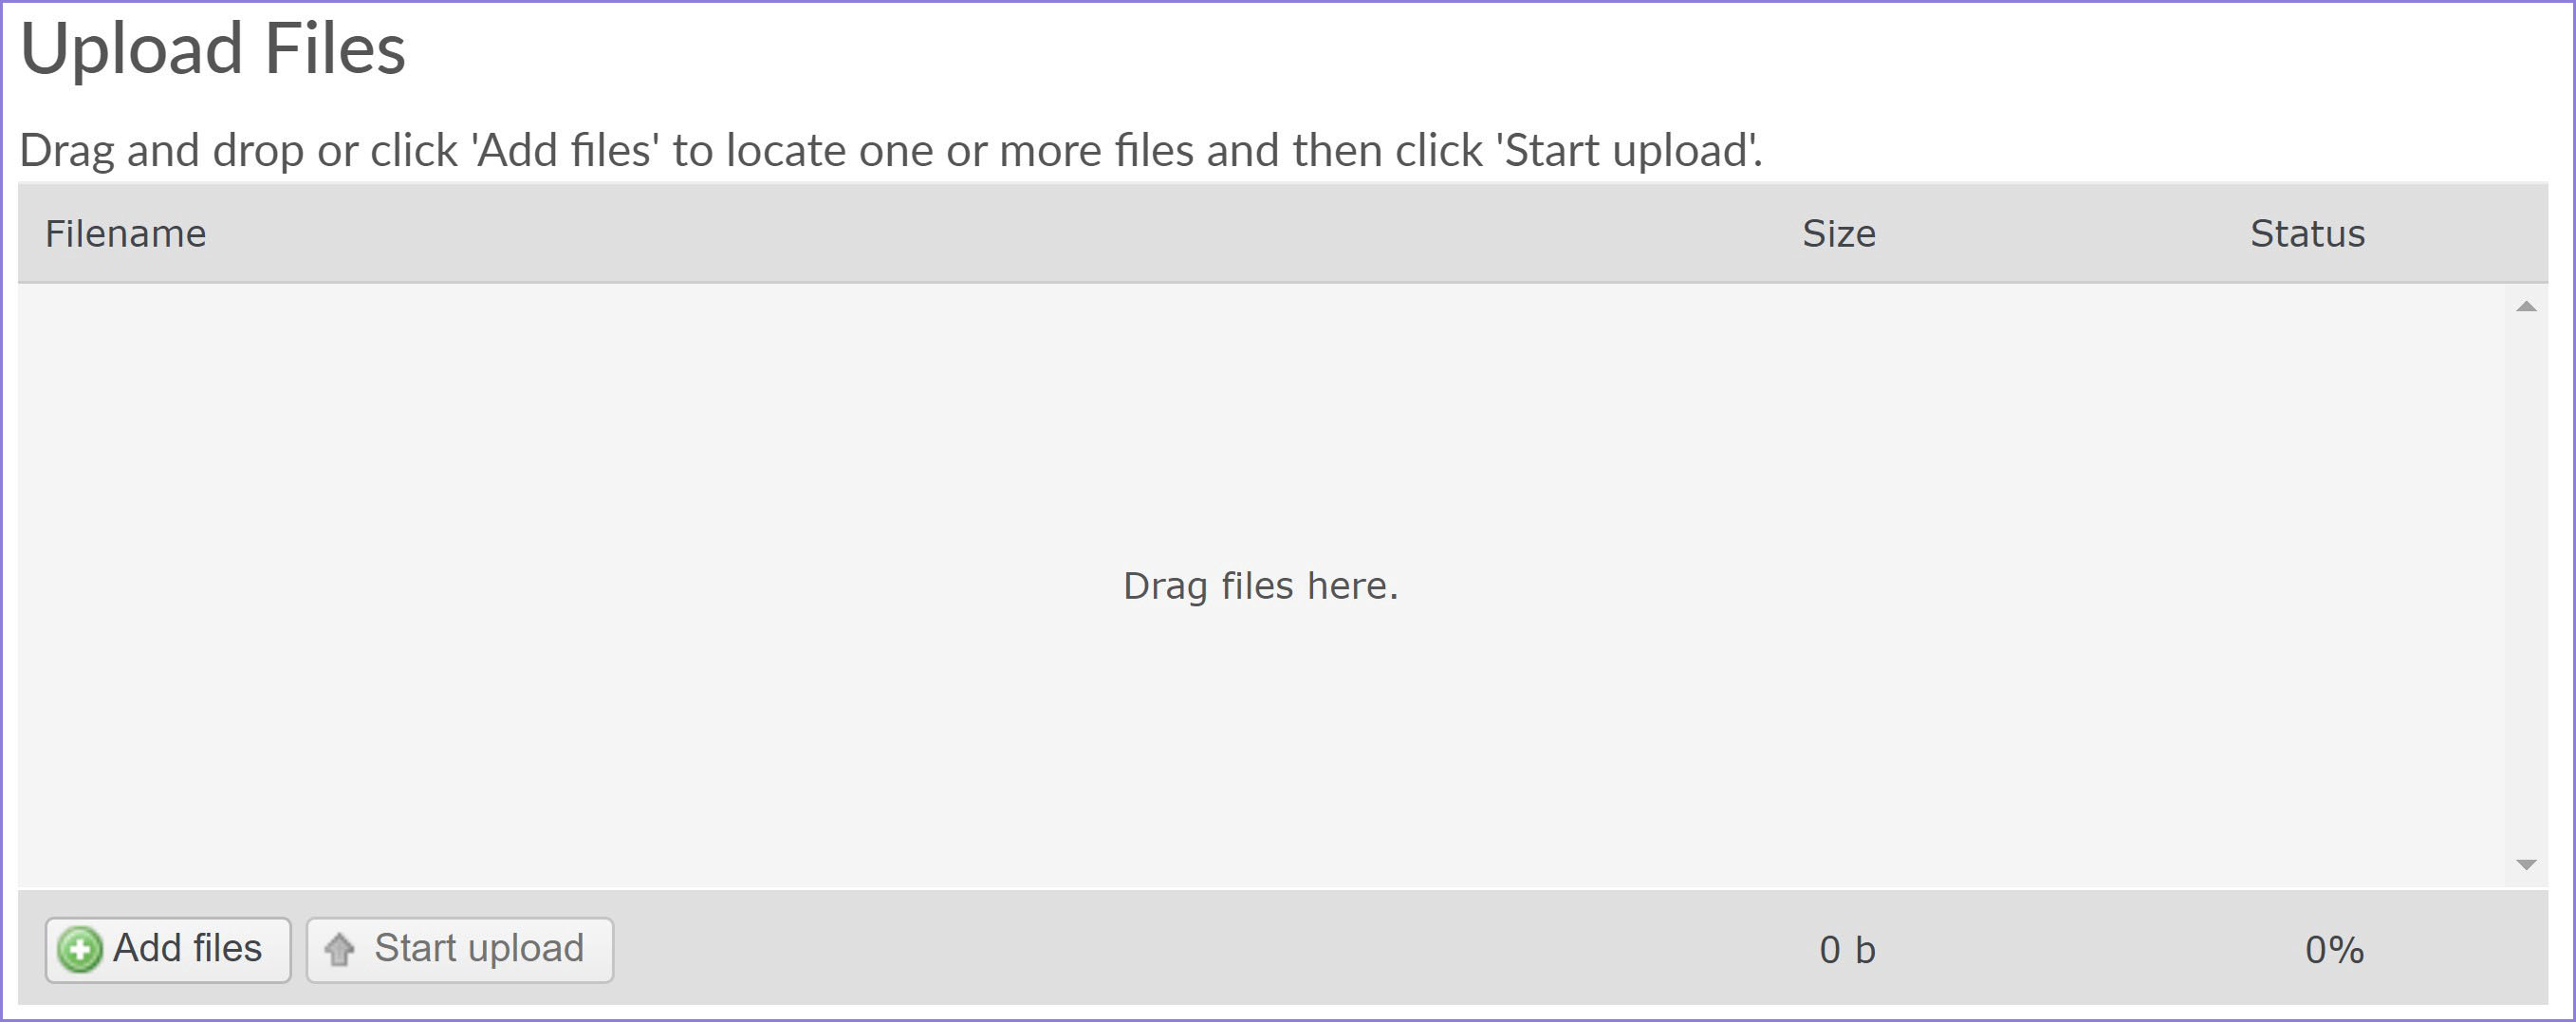 Upload Files
Drag and drop or click 'Add files' to locate one or more files and then click 'Start upload'.
Filename Size Status
Drag files here.
Add files Start upload 0 b 0%